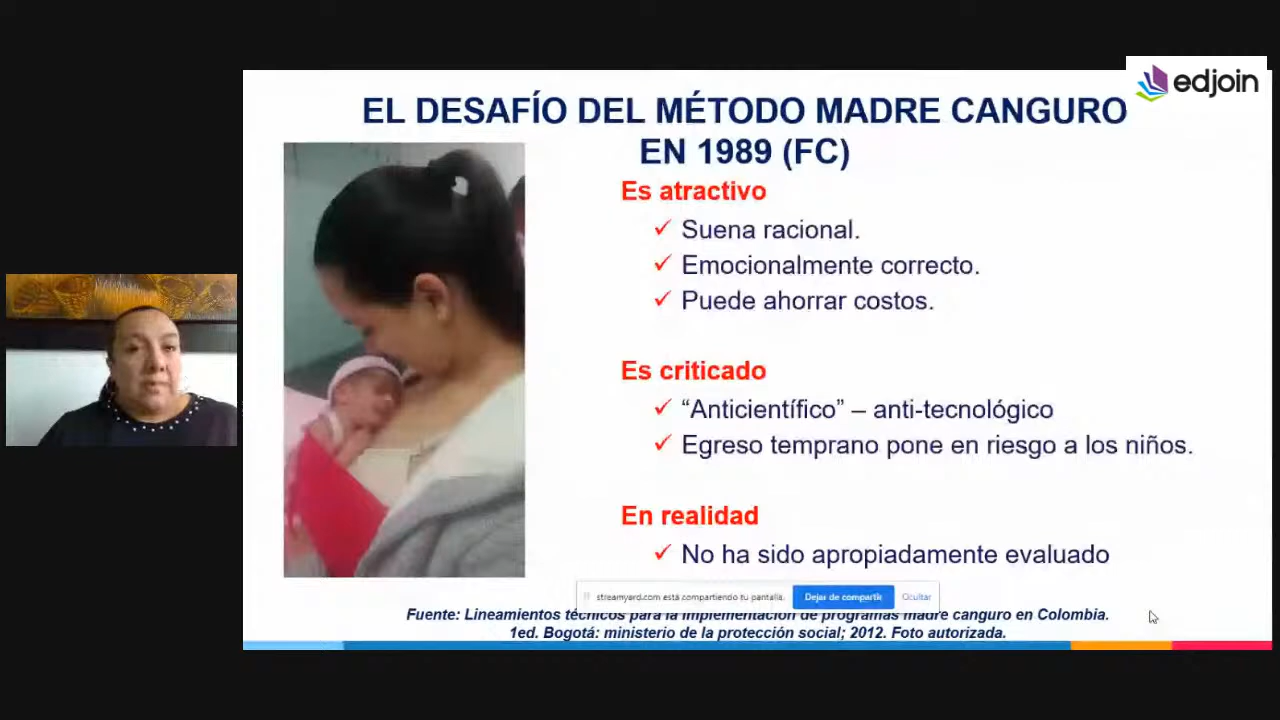 edjoin
EL DESAFÍO DEL MÉTODO MADRE CANGURO
EN 1989 (FC)
Es atractivo
Suena racional.
Emocionalmente correcto.
Puede ahorrar costos.
Es criticado
“Anticientífico” – anti-tecnológico
Egreso temprano pone en riesgo a los niños.
En realidad
No ha sido apropiadamente evaluado
streamyard.com está compartiendo tu pantalla.
Dejar de compartir
Ocultar
Fuente: Lineamientos técnicos para la implementación de programas madre canguro en Colombia.
1ed. Bogotá: ministerio de la protección social; 2012. Foto autorizada.